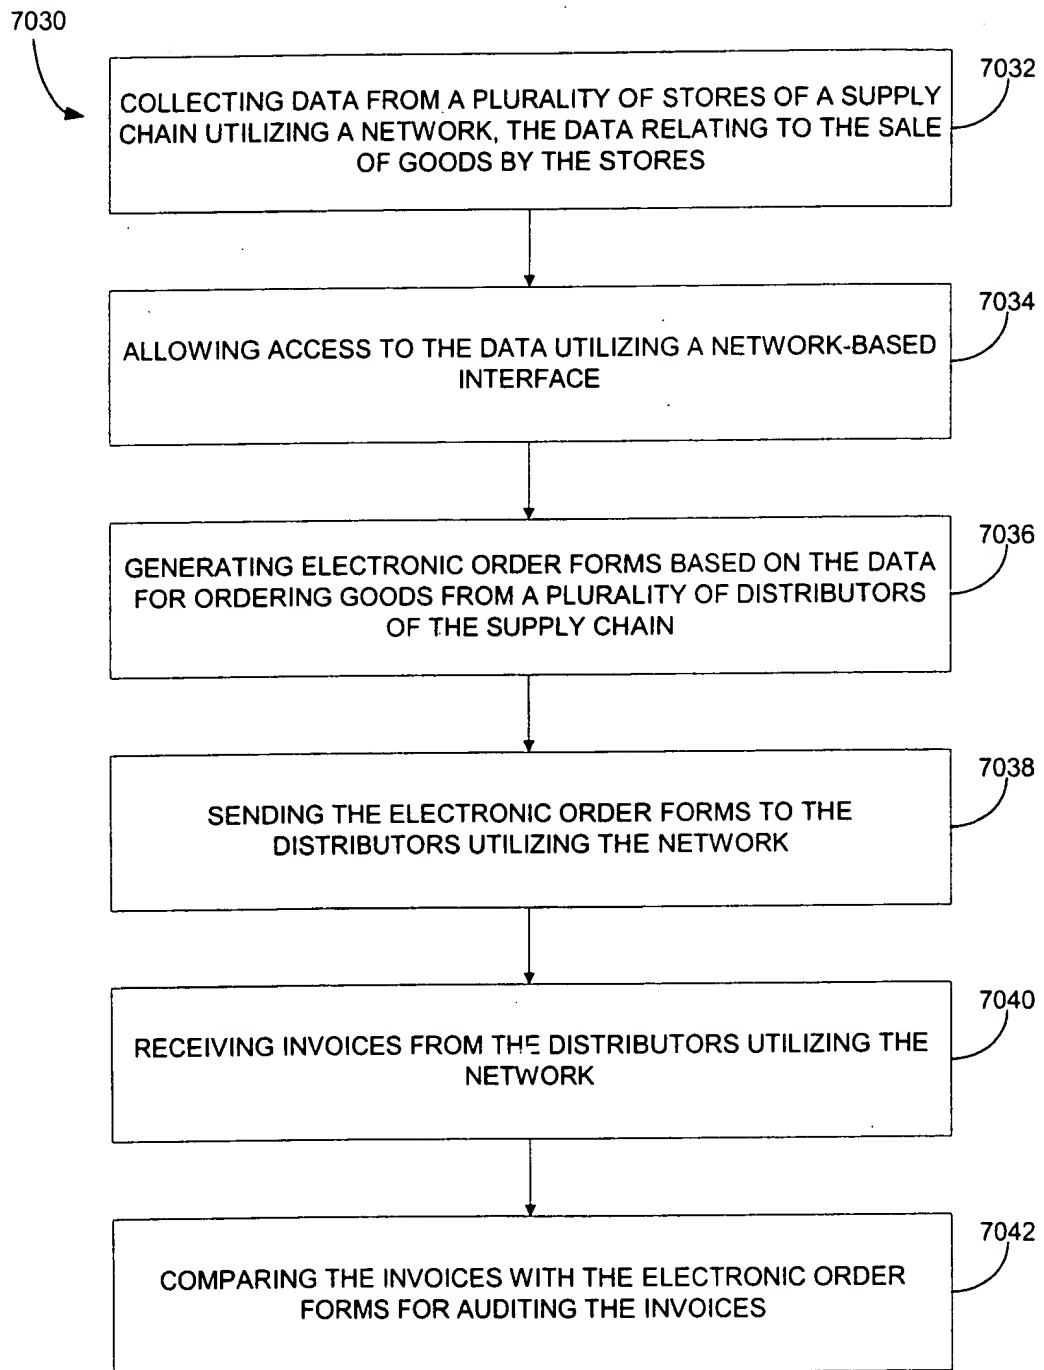 7030
7032
COLLECTING DATA FROM A PLURALITY OF STORES OF A SUPPLY
CHAIN UTILIZING A NETWORK, THE DATA RELATING TO THE SALE
OF GOODS BY THE STORES
7034
ALLOWING ACCESS TO THE DATA UTILIZING A NETWORK-BASED
INTERFACE
7036
GENERATING ELECTRONIC ORDER FORMS BASED ON THE DATA
FOR ORDERING GOODS FROM A PLURALITY OF DISTRIBUTORS
OF THE SUPPLY CHAIN
7038
SENDING THE ELECTRONIC ORDER FORMS TO THE
DISTRIBUTORS UTILIZING THE NETWORK
7040
RECEIVING INVOICES FROM THE DISTRIBUTORS UTILIZING THE
NETWORK
7042
COMPARING THE INVOICES WITH THE ELECTRONIC ORDER
FORMS FOR AUDITING THE INVOICES